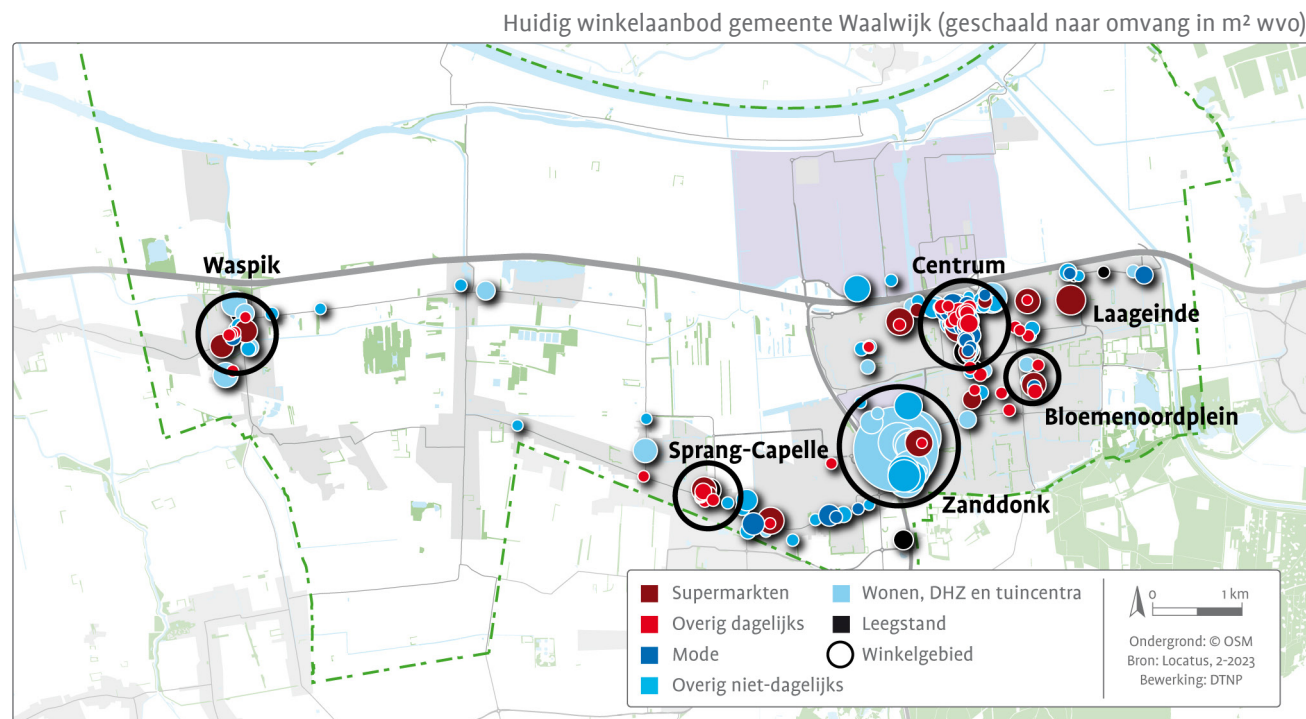 Huidig winkelaanbod gemeente Waalwijk (geschaald naar omvang in m² wvo)
Waspik
Centrum
Laageinde
Bloemenoordplein
Sprang-Capelle
Zanddonk
Supermarkten
Overig dagelijks
Mode
Overig niet-dagelijks
Wonen, DHZ en tuincentra
Leegstand
Winkelgebied
0 1 km
Ondergrond: © OSM
Bron: Locatus, 2-2023
Bewerking: DTNP